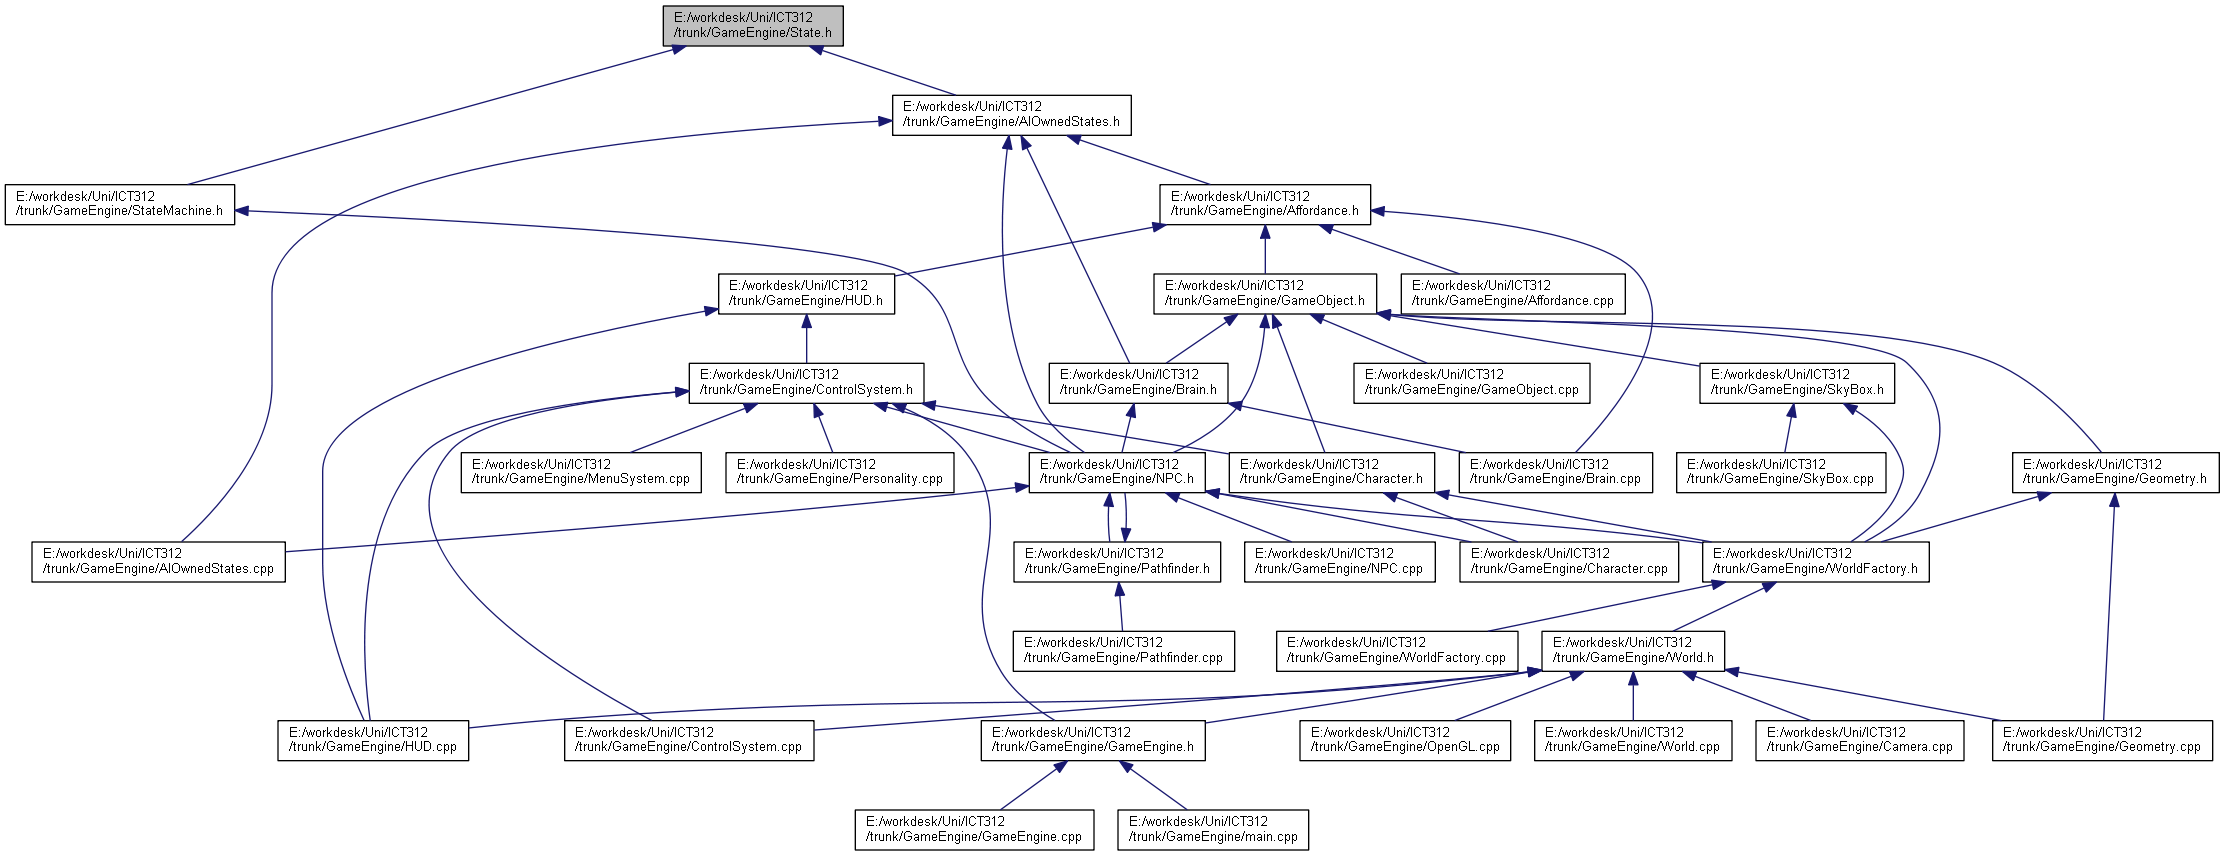 E:/workdesk/Uni/ICT312
/trunk/GameEngine/State.h
E:/workdesk/Uni/ICT312
/trunk/GameEngine/AIOwnedStates.h
E:/workdesk/Uni/ICT312
/trunk/GameEngine/StateMachine.h
E:/workdesk/Uni/ICT312
/trunk/GameEngine/Affordance.h
E:/workdesk/Uni/ICT312
/trunk/GameEngine/HUD.h
E:/workdesk/Uni/ICT312
/trunk/GameEngine/GameObject.h
E:/workdesk/Uni/ICT312
/trunk/GameEngine/Affordance.cpp
E:/workdesk/Uni/ICT312
/trunk/GameEngine/ControlSystem.h
E:/workdesk/Uni/ICT312
/trunk/GameEngine/Brain.h
E:/workdesk/Uni/ICT312
/trunk/GameEngine/GameObject.cpp
E:/workdesk/Uni/ICT312
/trunk/GameEngine/SkyBox.h
E:/workdesk/Uni/ICT312
/trunk/GameEngine/MenuSystem.cpp
E:/workdesk/Uni/ICT312
/trunk/GameEngine/Personality.cpp
E:/workdesk/Uni/ICT312
/trunk/GameEngine/NPC.h
E:/workdesk/Uni/ICT312
/trunk/GameEngine/Character.h
E:/workdesk/Uni/ICT312
/trunk/GameEngine/Brain.cpp
E:/workdesk/Uni/ICT312
/trunk/GameEngine/SkyBox.cpp
E:/workdesk/Uni/ICT312
/trunk/GameEngine/Geometry.h
E:/workdesk/Uni/ICT312
/trunk/GameEngine/AIOwnedStates.cpp
E:/workdesk/Uni/ICT312
/trunk/GameEngine/Pathfinder.h
E:/workdesk/Uni/ICT312
/trunk/GameEngine/NPC.cpp
E:/workdesk/Uni/ICT312
/trunk/GameEngine/Character.cpp
E:/workdesk/Uni/ICT312
/trunk/GameEngine/WorldFactory.h
E:/workdesk/Uni/ICT312
/trunk/GameEngine/Pathfinder.cpp
E:/workdesk/Uni/ICT312
/trunk/GameEngine/WorldFactory.cpp
E:/workdesk/Uni/ICT312
/trunk/GameEngine/World.h
E:/workdesk/Uni/ICT312
/trunk/GameEngine/HUD.cpp
E:/workdesk/Uni/ICT312
/trunk/GameEngine/ControlSystem.cpp
E:/workdesk/Uni/ICT312
/trunk/GameEngine/GameEngine.h
E:/workdesk/Uni/ICT312
/trunk/GameEngine/OpenGL.cpp
E:/workdesk/Uni/ICT312
/trunk/GameEngine/World.cpp
E:/workdesk/Uni/ICT312
/trunk/GameEngine/Camera.cpp
E:/workdesk/Uni/ICT312
/trunk/GameEngine/Geometry.cpp
E:/workdesk/Uni/ICT312
/trunk/GameEngine/GameEngine.cpp
E:/workdesk/Uni/ICT312
/trunk/GameEngine/main.cpp